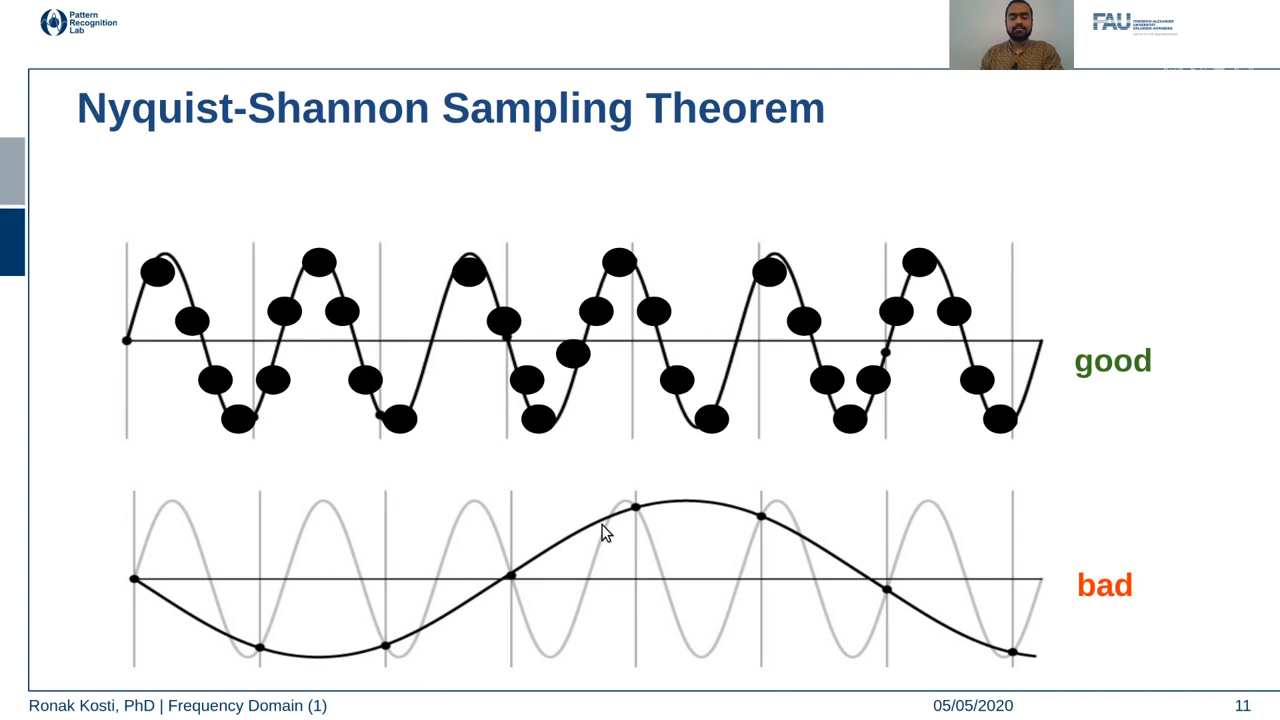 Pattern
Recognition
Lab
FAU
FRIEDRICH-ALEXANDER
UNIVERSITÄT
ERLANGEN-NÜRNBERG
Nyquist-Shannon Sampling Theorem
good
bad
Ronak Kosti, PhD | Frequency Domain (1)
05/05/2020
11